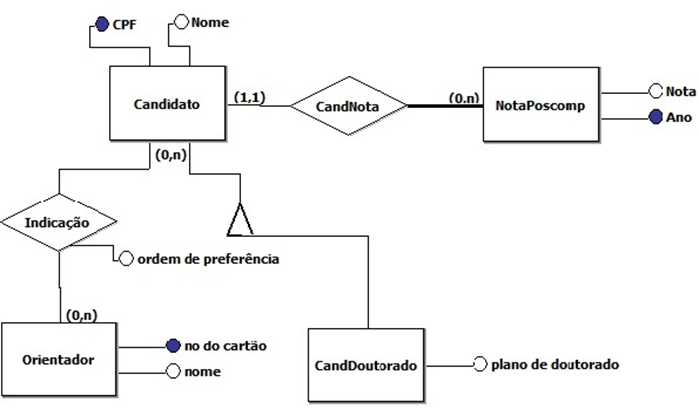 CPF
Nome
Candidato
(1,1)
CandNota
(0.n)
NotaPoscomp
Nota
Ano
(0,n)
Indicação
ordem de preferência
(0,n)
Orientador
no do cartão
nome
CandDoutorado
plano de doutorado